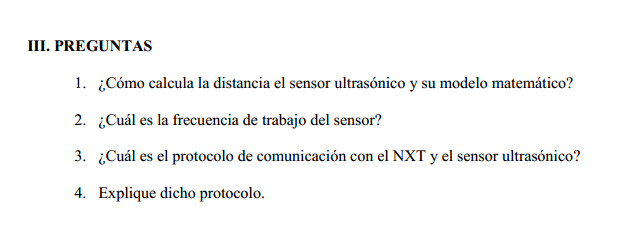 III. PREGUNTAS
1. ¿Cómo calcula la distancia el sensor ultrasónico y su modelo matemático?
2. ¿Cuál es la frecuencia de trabajo del sensor?
3. ¿Cuál es el protocolo de comunicación con el NXT y el sensor ultrasónico?
4. Explique dicho protocolo.